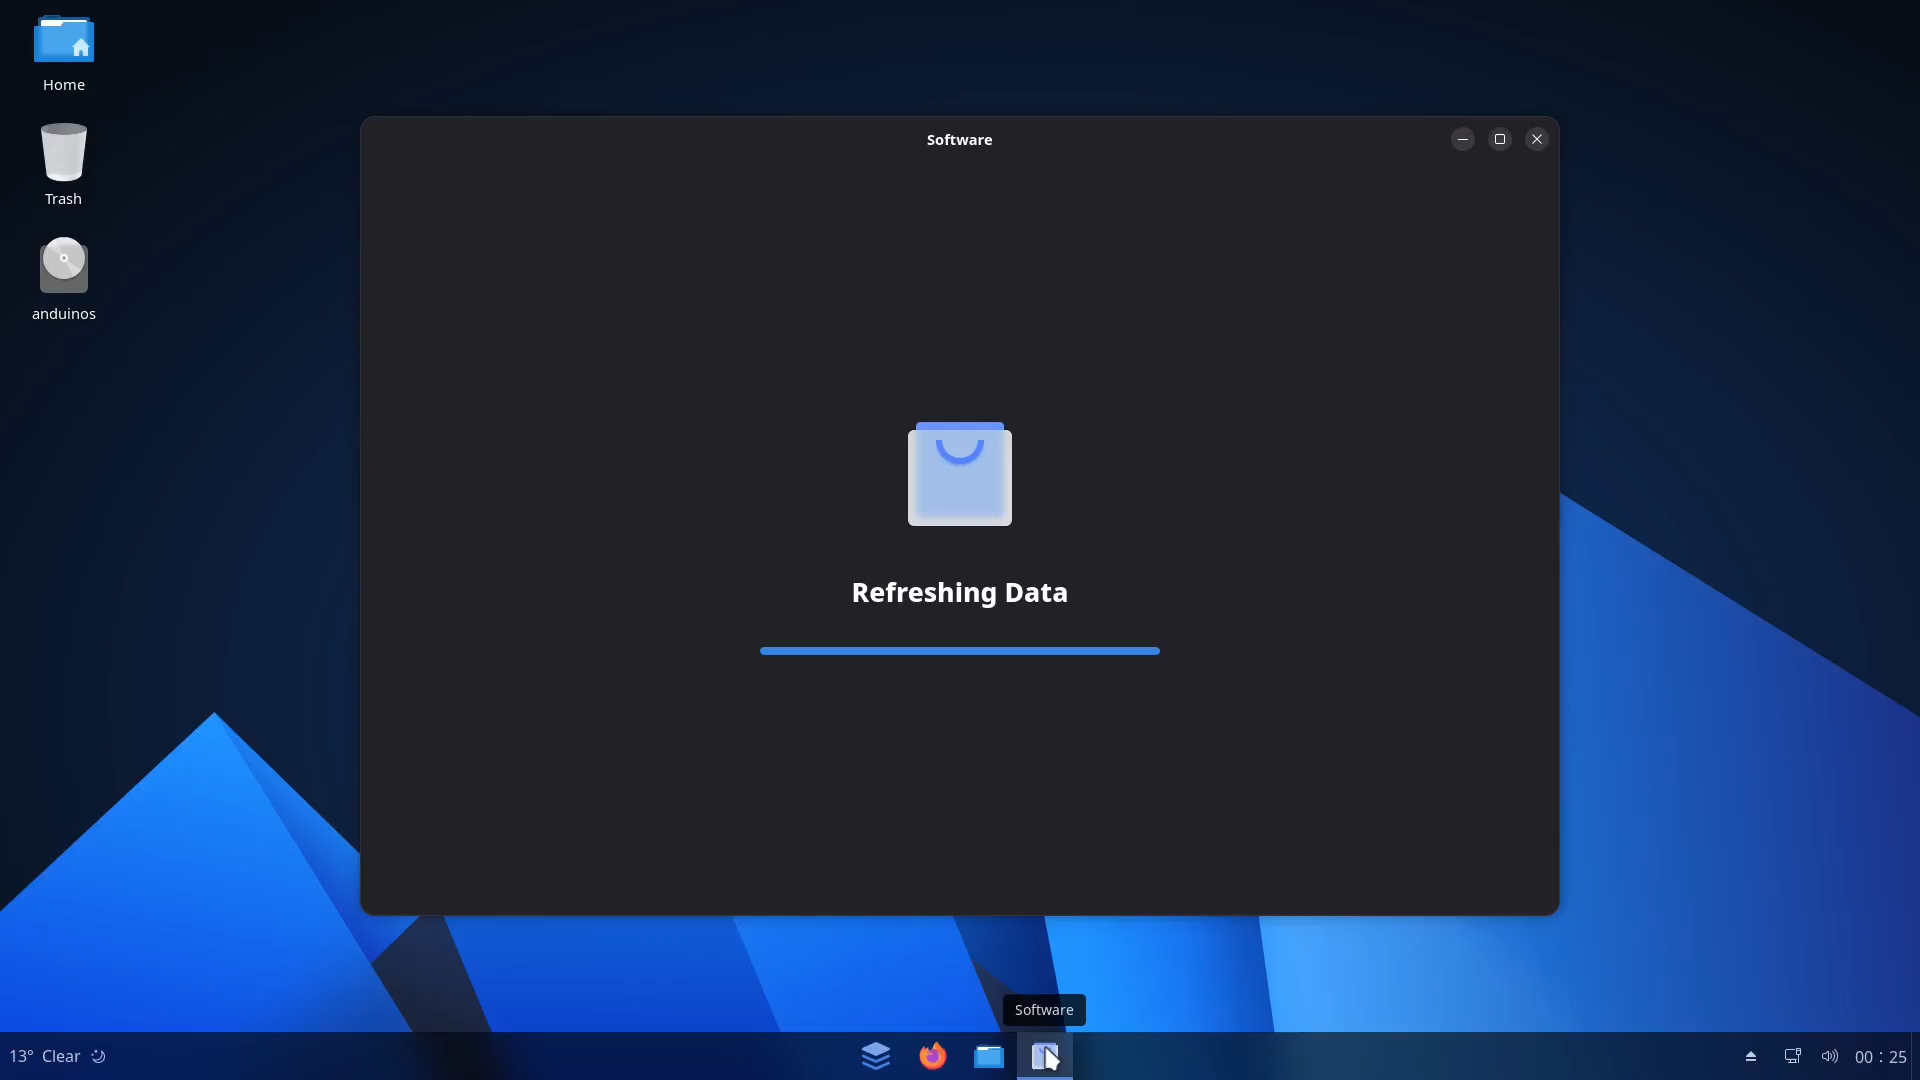 Home
Trash
anduinos
Software
Refreshing Data
Software
13° Clear
00 : 25